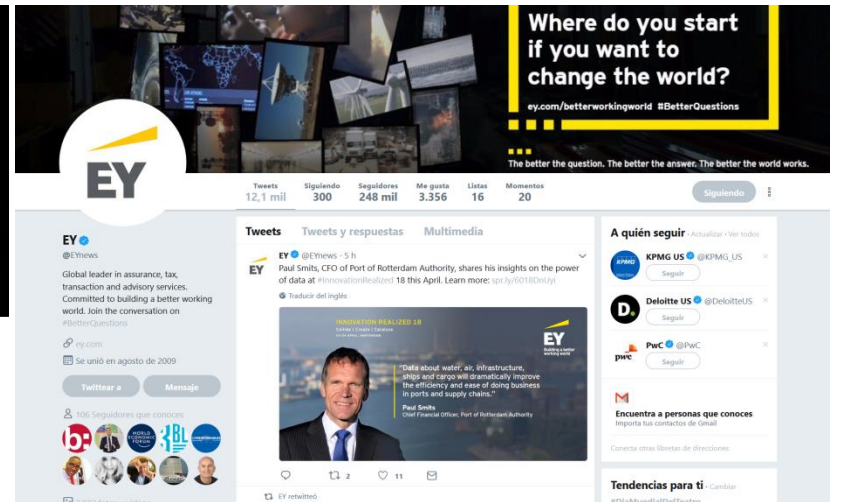 Where do you start
if you want to
change the world?
ey.com/betterworkingworld #BetterQuestions
The better the question. The better the answer. The better the world works.
EY
Tweets
12,1 mil
Siguiendo
300
Seguidores
248 mil
Me gusta
3.356
Listas
16
Momentos
20
Siguiendo
EY
@EYnews
Global leader in assurance, tax,
transaction and advisory services.
Committed to building a better working
world. Join the conversation on
#BetterQuestions
ey.com
Se unió en agosto de 2009
Twittear a
Mensaje
106 Seguidores que conoces
WORLD
ECONOMIC
FORUM
Tweets Tweets y respuestas Multimedia
EY @EYnews · 5 h
EY
Paul Smits, CFO of Port of Rotterdam Authority, shares his insights on the power
of data at #InnovationRealized 18 this April. Learn more: spr.ly/6018DnUyi
Traducir del inglés
INNOVATION REALIZED 18
EY
Building a better
working world
"Data about water, air, infrastructure,
ships and cargo will dramatically improve
the efficiency and ease of doing business
in ports and supply chains."
Paul Smits
Chief Financial Officer, Port of Rotterdam Authority
2
11
EY retwitteó
A quién seguir · Actualizar · Ver todos
KPMG
KPMG US @KPMG_US
Seguir
D.
Deloitte US @DeloitteUS
Seguir
pwc
PwC @PwC
Seguir
Encuentra a personas que conoces
Importa tus contactos de Gmail
Conecta otras libretas de direcciones
Tendencias para ti · Cambiar
#DiaMundialDelTeatro